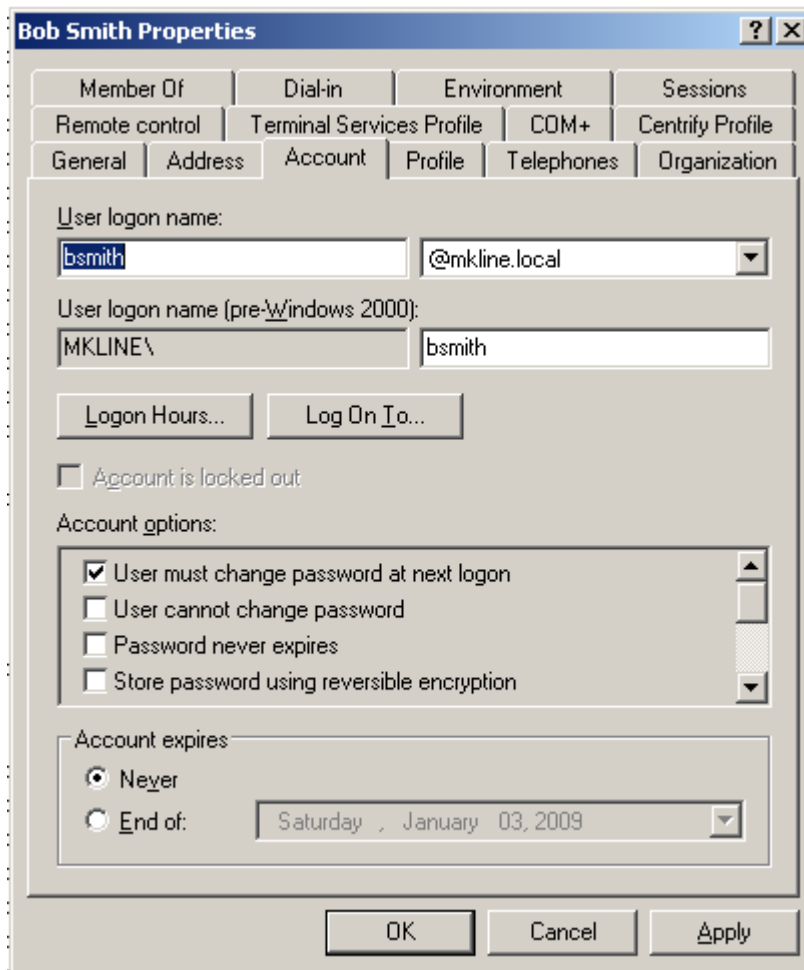 Bob Smith Properties
Member Of Dial-in Environment Sessions
Remote control Terminal Services Profile COM+ Centrify Profile
General Address Account Profile Telephones Organization
User logon name:
bsmith @mkline.local
User logon name (pre-Windows 2000):
MKLINE\ bsmith
Logon Hours... Log On To...
Account is locked out
Account options:
User must change password at next logon
User cannot change password
Password never expires
Store password using reversible encryption
Account expires
Never
End of: Saturday , January 03, 2009
OK Cancel Apply